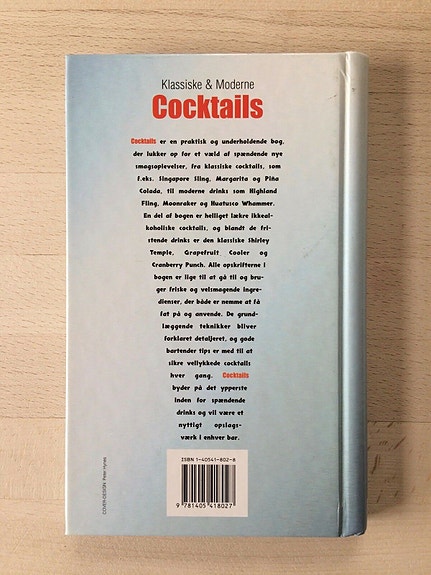 Klassiske & Moderne
Cocktails
Cocktails er en praktisk og underholdende bog,
der lukker op for et væld af spændende nye
smagsoplevelser, fra klassiske cocktails, som
f.eks. Singapore Sling, Margarita og Piña
Colada, til moderne drinks som Highland
Fling, Moonraker og Huatusco Whammer.
En del af bogen er helliget lækre ikkeal-
koholiske cocktails, og blandt de fri-
stende drinks er den klassiske Shirley
Temple, Grapefruit Cooler og
Cranberry Punch. Alle opskrifterne i
bogen er lige til at gå til og bru-
ger friske og velsmagende ingre-
dienser, der både er nemme at få
fat på og anvende. De grund-
læggende teknikker bliver
forklaret detaljeret, og gode
bartender tips er med til at
sikre vellykkede cocktails
hver gang. Cocktails
byder på det ypperste
inden for spændende
drinks og vil være et
nyttigt opslags-
værk i enhver bar.
ISBN 1-40541-802-8
9 781405 418027
COVER-DESIGN: Peter Hynes